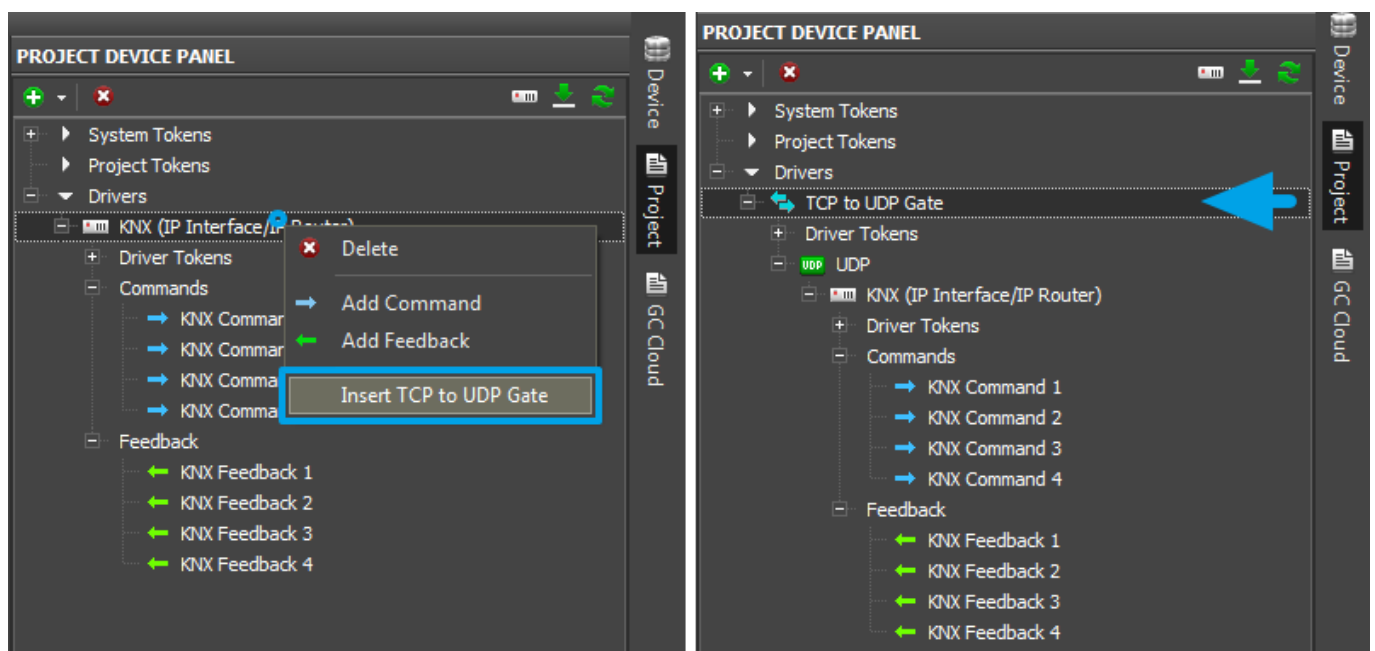 PROJECT DEVICE PANEL
System Tokens
Project Tokens
Drivers
KNX (IP Interface/IP Router)
Driver Tokens
Commands
KNX Comman
KNX Comman
KNX Comma
KNX Comma
Feedback
KNX Feedback 1
KNX Feedback 2
KNX Feedback 3
KNX Feedback 4
Delete
Add Command
Add Feedback
Insert TCP to UDP Gate
Device
Project
GC Cloud
PROJECT DEVICE PANEL
System Tokens
Project Tokens
Drivers
TCP to UDP Gate
Driver Tokens
UDP UDP
KNX (IP Interface/IP Router)
Driver Tokens
Commands
KNX Command 1
KNX Command 2
KNX Command 3
KNX Command 4
Feedback
KNX Feedback 1
KNX Feedback 2
KNX Feedback 3
KNX Feedback 4
Device
Project
GC Cloud